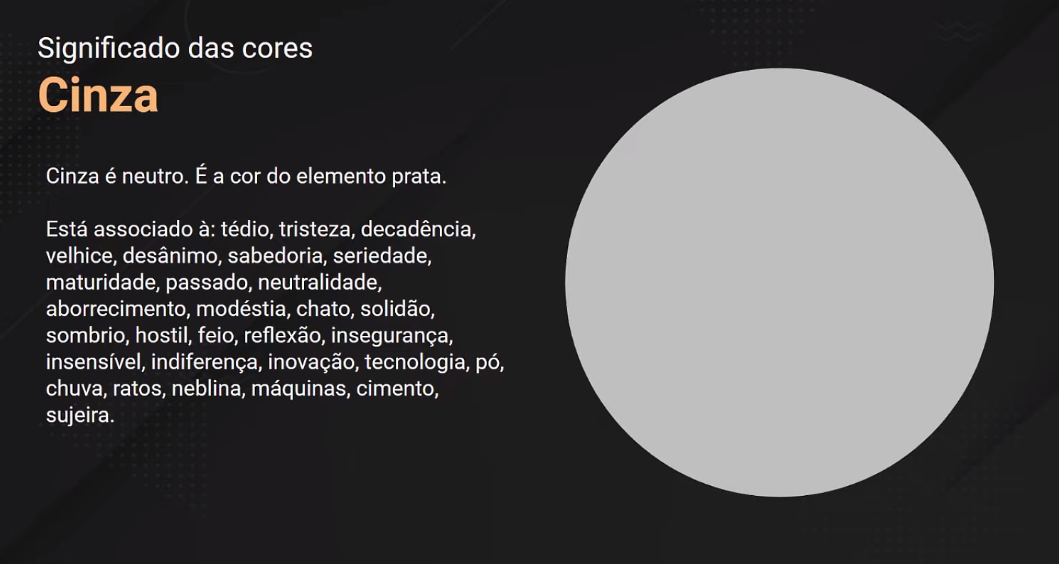 Significado das cores
Cinza
Cinza é neutro. É a cor do elemento prata.
Está associado à: tédio, tristeza, decadência,
velhice, desânimo, sabedoria, seriedade,
maturidade, passado, neutralidade,
aborrecimento, modéstia, chato, solidão,
sombrio, hostil, feio, reflexão, insegurança,
insensível, indiferença, inovação, tecnologia, pó,
chuva, ratos, neblina, máquinas, cimento,
sujeira.